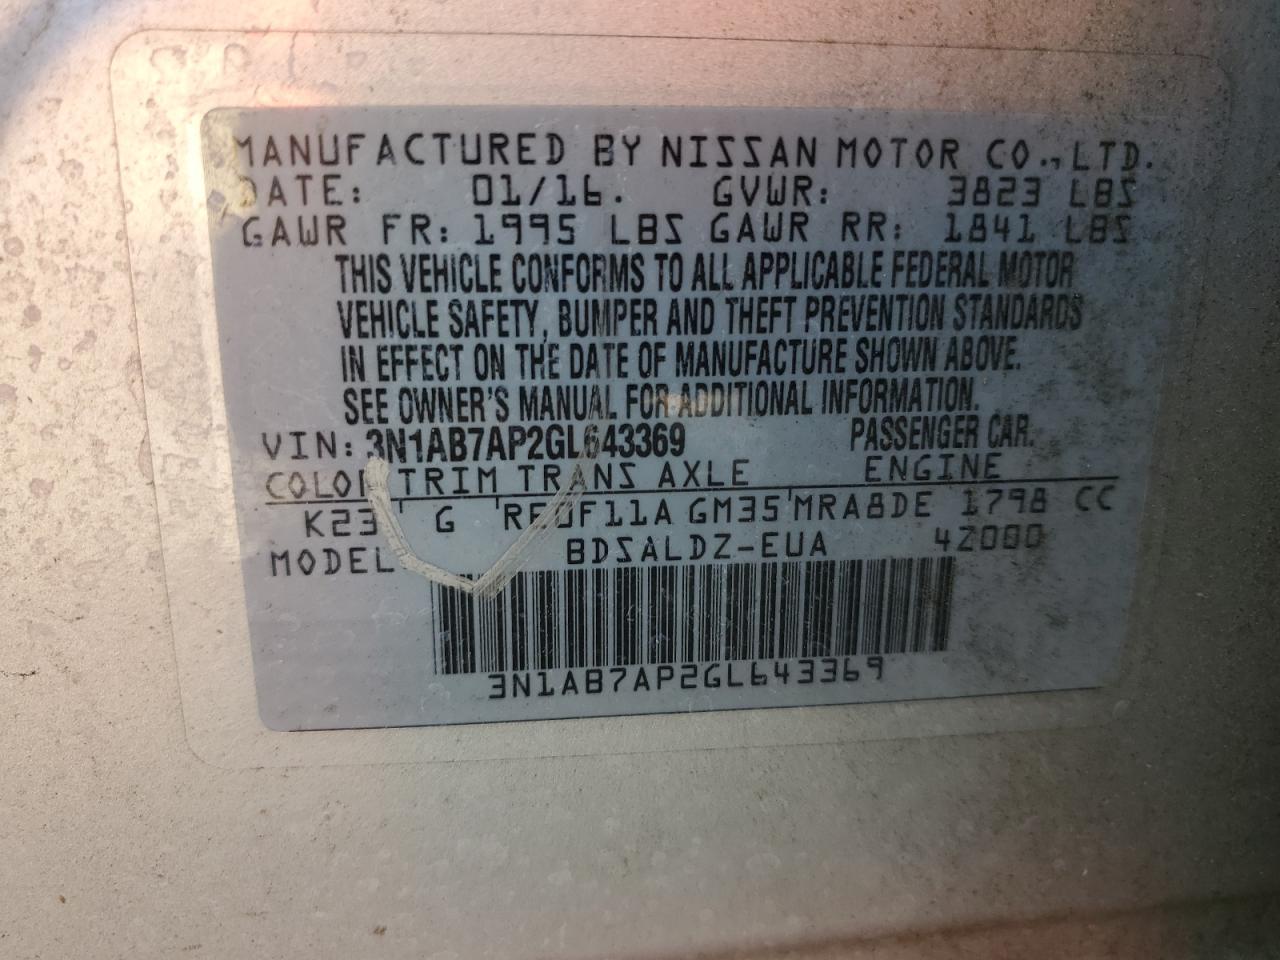 MANUFACTURED BY NISSAN MOTOR CO., LTD.
DATE: 01/16. GVWR: 3823 LBS
GAWR FR: 1995 LBS GAWR RR: 1841 LBS
THIS VEHICLE CONFORMS TO ALL APPLICABLE FEDERAL MOTOR
VEHICLE SAFETY, BUMPER AND THEFT PREVENTION STANDARDS
IN EFFECT ON THE DATE OF MANUFACTURE SHOWN ABOVE.
SEE OWNER'S MANUAL FOR ADDITIONAL INFORMATION.
VIN: 3N1AB7AP2GL643369 PASSENGER CAR.
COLOR TRIM TRANS AXLE ENGINE
K23 G RE0F11A GM35 MRA8DE 1798 CC
MODEL BDSALDZ-EUA 42000
3N1AB7AP2GL643369